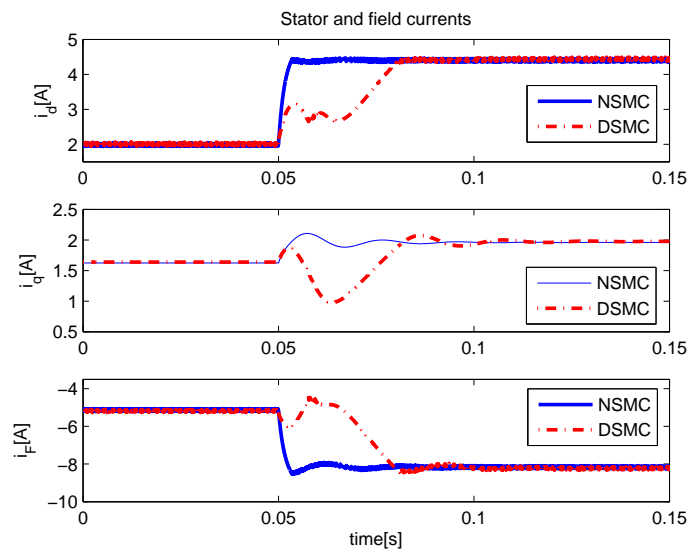 Stator and field currents
5
4
3
2
i_d[A]
NSMC
DSMC
0
0.05
0.1
0.15
2.5
2
1.5
1
0.5
i_q[A]
NSMC
DSMC
0
0.05
0.1
0.15
−4
−6
−8
−10
i_F[A]
NSMC
DSMC
0
0.05
0.1
0.15
time[s]